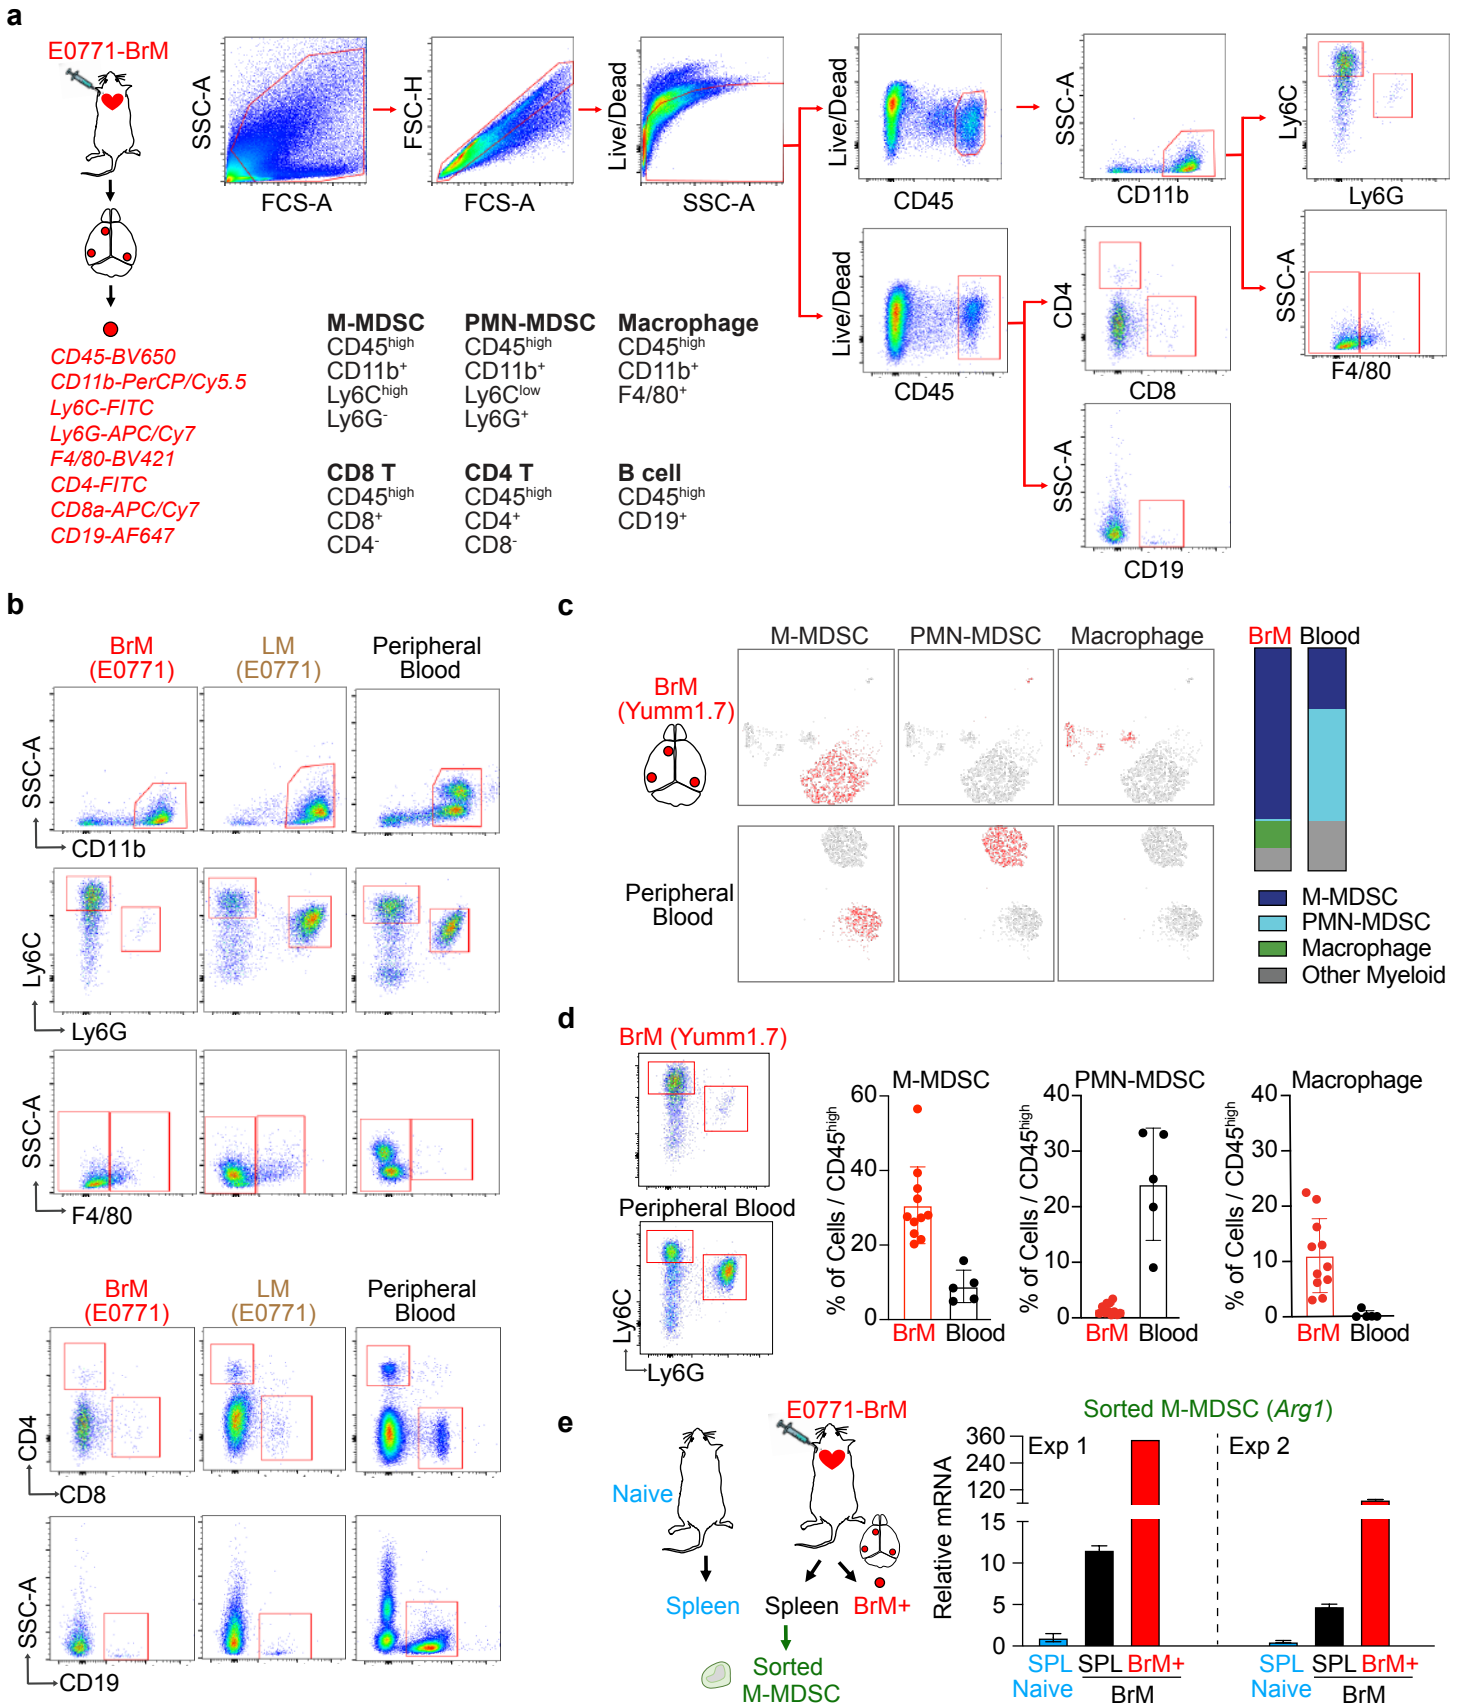 a
E0771-BrM
SSC-A
FCS-A
FSC-H
FCS-A
Live/Dead
SSC-A
Live/Dead
CD45
SSC-A
CD11b
Ly6C
Ly6G
Live/Dead
CD45
CD4
CD8
SSC-A
F4/80
SSC-A
CD19
CD45-BV650
CD11b-PerCP/Cy5.5
Ly6C-FITC
Ly6G-APC/Cy7
F4/80-BV421
CD4-FITC
CD8a-APC/Cy7
CD19-AF647
M-MDSC
CD45high
CD11b+
Ly6Chigh
Ly6G-
PMN-MDSC
CD45high
CD11b+
Ly6Clow
Ly6G+
Macrophage
CD45high
CD11b+
F4/80+
CD8 T
CD45high
CD8+
CD4-
CD4 T
CD45high
CD4+
CD8-
B cell
CD45high
CD19+
b
BrM
(E0771)
LM
(E0771)
Peripheral
Blood
SSC-A
CD11b
Ly6C
Ly6G
SSC-A
F4/80
BrM
(E0771)
LM
(E0771)
Peripheral
Blood
CD4
CD8
SSC-A
CD19
c
M-MDSC
PMN-MDSC
Macrophage
BrM
(Yumm1.7)
Peripheral
Blood
BrM Blood
M-MDSC
PMN-MDSC
Macrophage
Other Myeloid
d
BrM (Yumm1.7)
Peripheral Blood
Ly6C
Ly6G
M-MDSC
% of Cells / CD45high
60
40
20
0
BrM Blood
PMN-MDSC
% of Cells / CD45high
40
30
20
10
0
BrM Blood
Macrophage
% of Cells / CD45high
40
30
20
10
0
BrM Blood
e
Naive
E0771-BrM
Spleen
Spleen
BrM+
Sorted
M-MDSC
Sorted M-MDSC (Arg1)
Relative mRNA
360
240
120
15
10
5
0
Exp 1
Exp 2
SPL SPL BrM+
Naive BrM
SPL SPL BrM+
Naive BrM